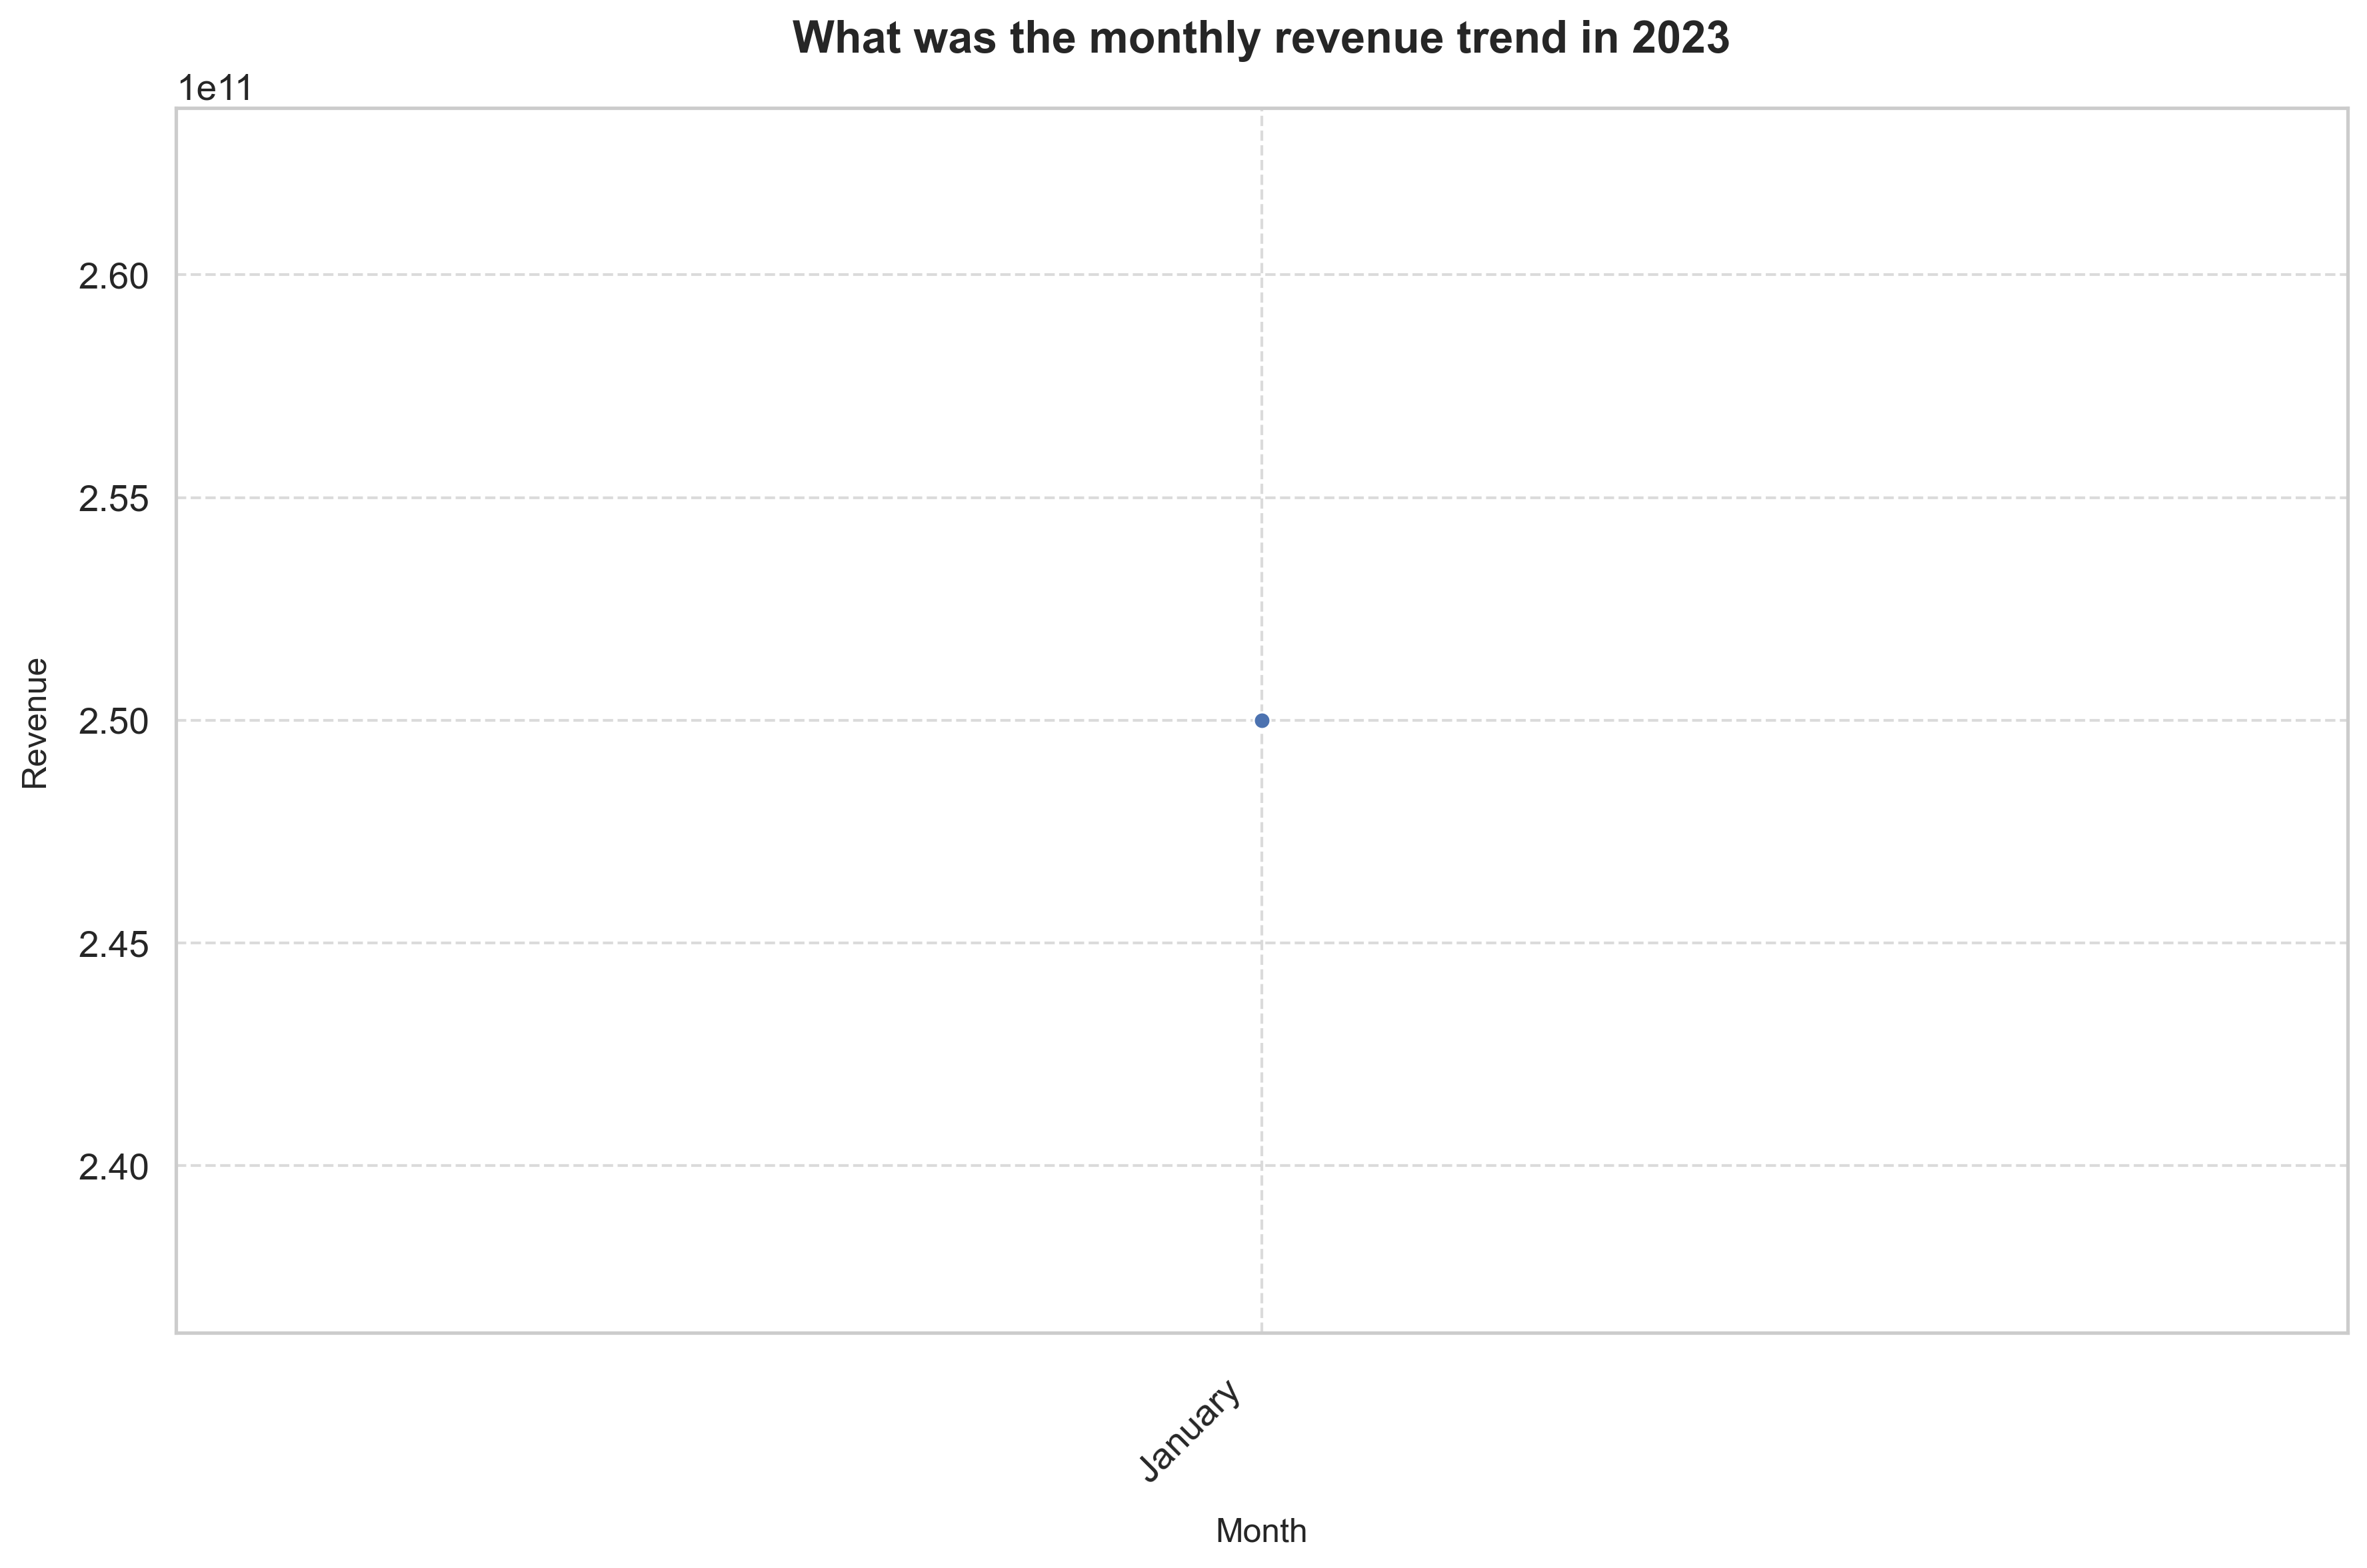 What was the monthly revenue trend in 2023
1e11
2.60
2.55
2.50
2.45
2.40
Revenue
January
Month